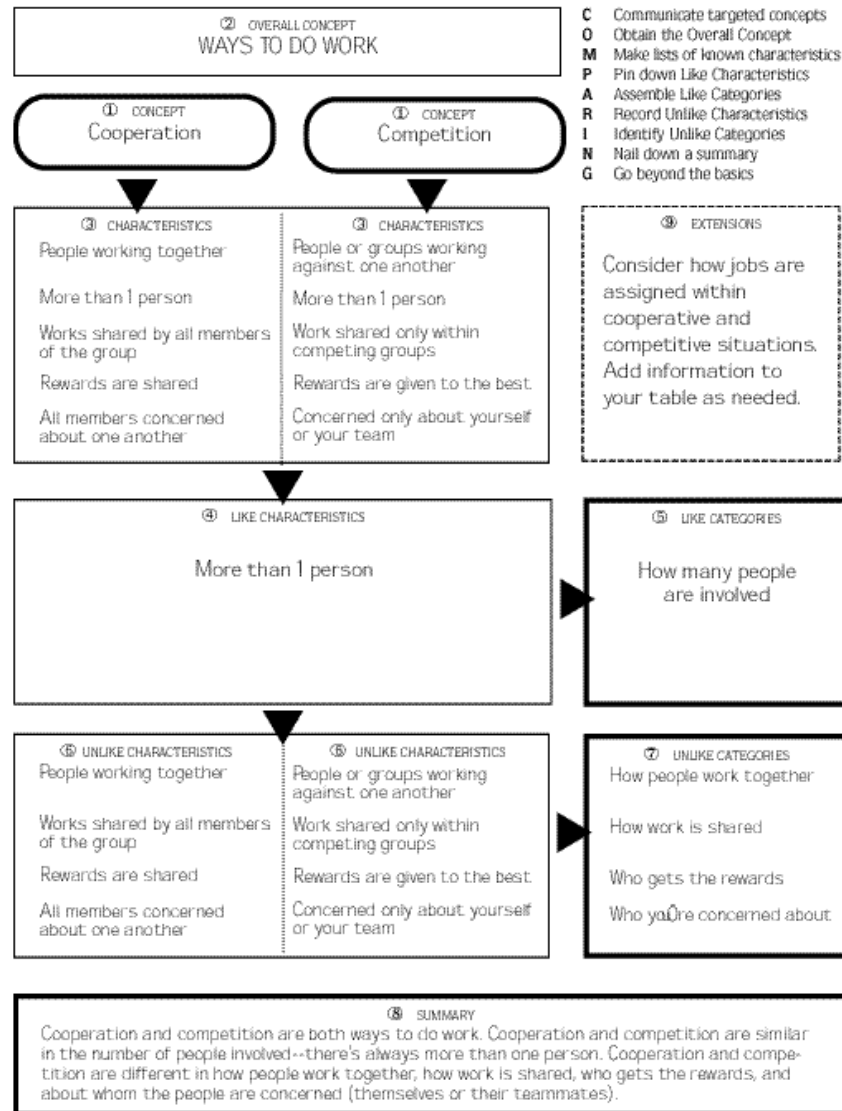 ② OVERALL CONCEPT
WAYS TO DO WORK
C Communicate targeted concepts
O Obtain the Overall Concept
M Make lists of known characteristics
P Pin down Like Characteristics
A Assemble Like Categories
R Record Unlike Characteristics
I Identify Unlike Categories
N Nail down a summary
G Go beyond the basics
① CONCEPT
Cooperation
① CONCEPT
Competition
③ CHARACTERISTICS
People working together
More than 1 person
Works shared by all members
of the group
Rewards are shared
All members concerned
about one another
③ CHARACTERISTICS
People or groups working
against one another
More than 1 person
Work shared only within
competing groups
Rewards are given to the best
Concerned only about yourself
or your team
⑨ EXTENSIONS
Consider how jobs are
assigned within
cooperative and
competitive situations.
Add information to
your table as needed.
④ LIKE CHARACTERISTICS
More than 1 person
⑤ LIKE CATEGORIES
How many people
are involved
⑥ UNLIKE CHARACTERISTICS
People working together
Works shared by all members
of the group
Rewards are shared
All members concerned
about one another
⑥ UNLIKE CHARACTERISTICS
People or groups working
against one another
Work shared only within
competing groups
Rewards are given to the best
Concerned only about yourself
or your team
⑦ UNLIKE CATEGORIES
How people work together
How work is shared
Who gets the rewards
Who concerned about
⑧ SUMMARY
Cooperation and competition are both ways to do work. Cooperation and competition are similar
in the number of people involved--there's always more than one person. Cooperation and compe-
tition are different in how people work together, how work is shared, who gets the rewards, and
about whom the people are concerned (themselves or their teammates).